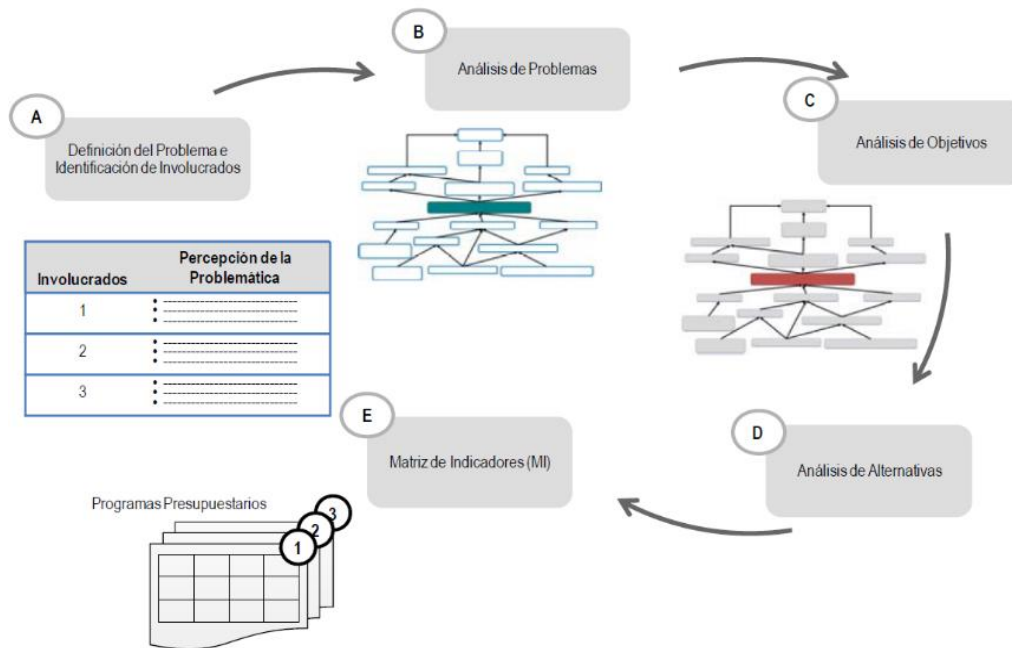 A
Definición del Problema e
Identificación de Involucrados
B
Análisis de Problemas
C
Análisis de Objetivos
Involucrados
Percepción de la
Problemática
1
2
3
D
Análisis de Alternativas
E
Matriz de Indicadores (MI)
Programas Presupuestarios
1
2
3